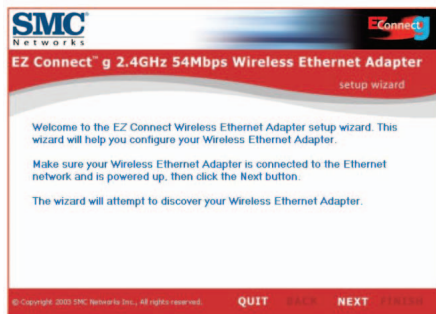 SMC®
Networks
EZ Connect g
EZ Connect™ g 2.4GHz 54Mbps Wireless Ethernet Adapter
setup wizard
Welcome to the EZ Connect Wireless Ethernet Adapter setup wizard. This
wizard will help you configure your Wireless Ethernet Adapter.
Make sure your Wireless Ethernet Adapter is connected to the Ethernet
network and is powered up, then click the Next button.
The wizard will attempt to discover your Wireless Ethernet Adapter.
© Copyright 2003 SMC Networks Inc., All rights reserved. QUIT BACK NEXT FINISH